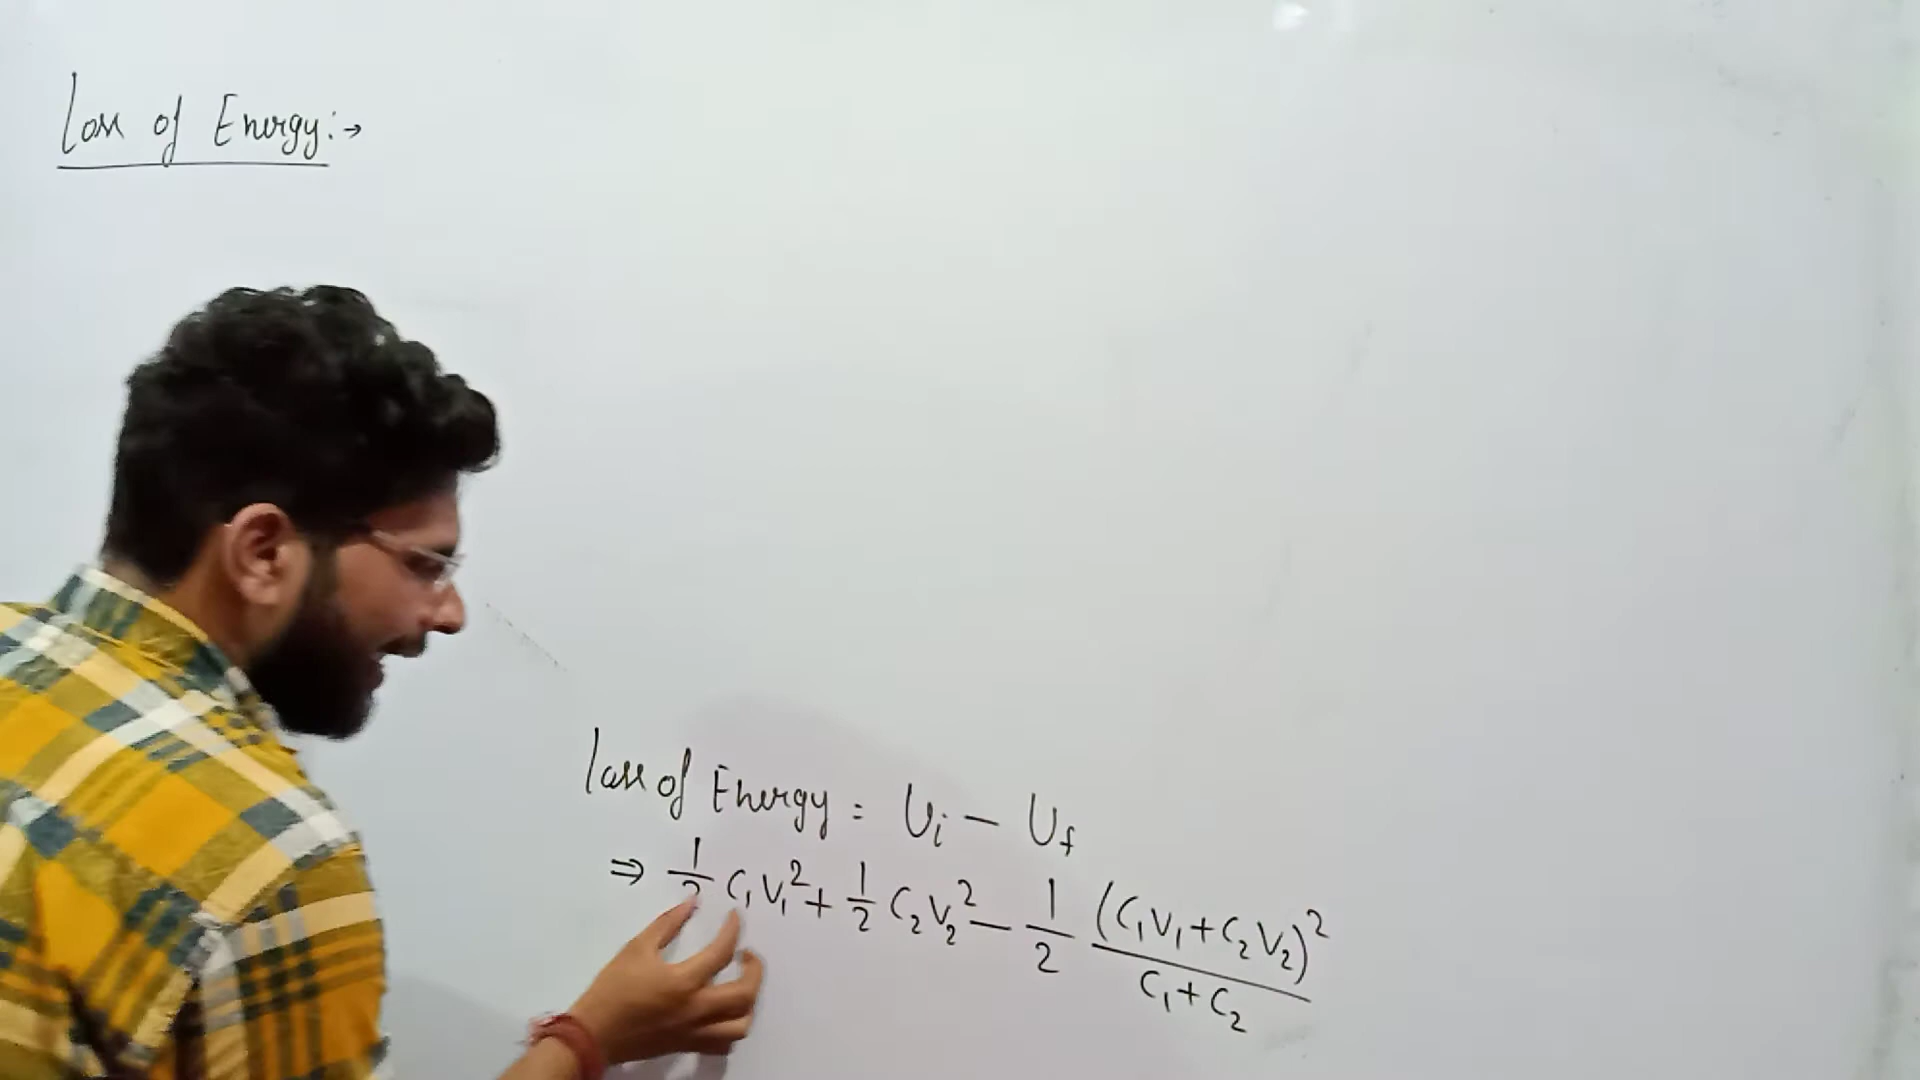 Loss of Energy:→
Loss of Energy = Ui − Uf
⇒ 1/2 C₁V₁² + 1/2 C₂V₂² − 1/2 (C₁V₁ + C₂V₂)² / C₁ + C₂